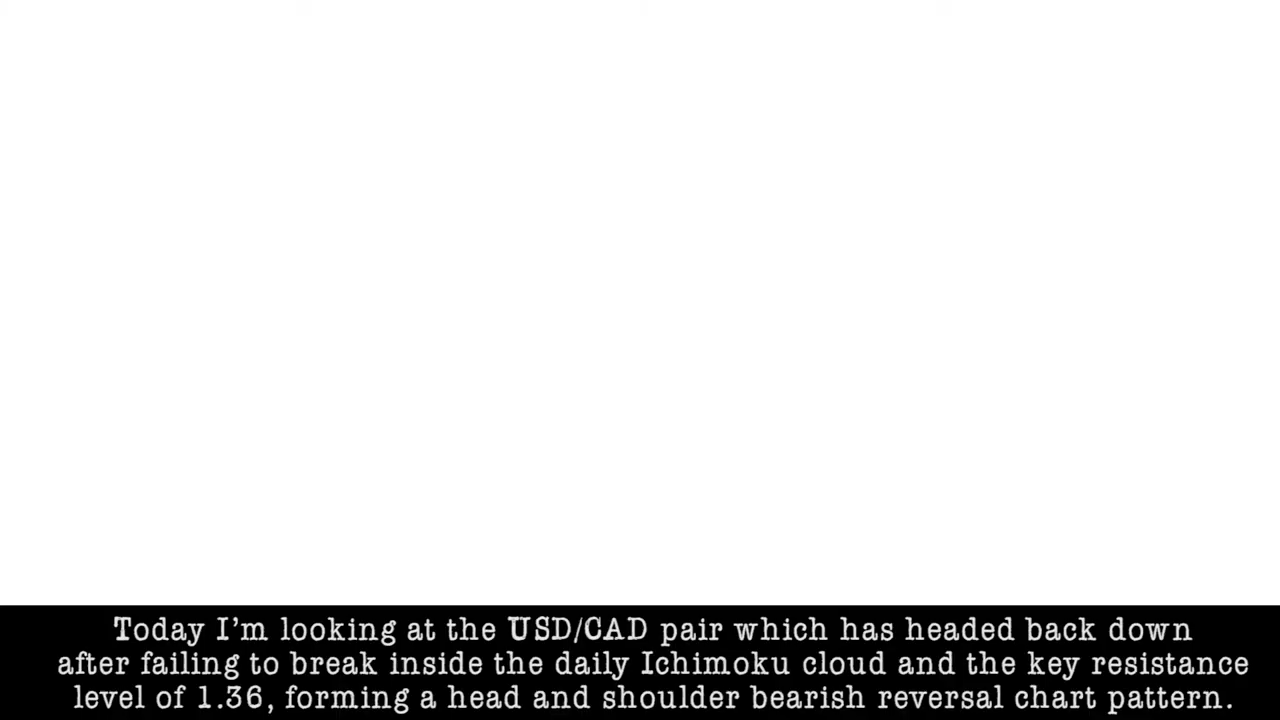 Today I'm looking at the USD/CAD pair which has headed back down
after failing to break inside the daily Ichimoku cloud and the key resistance
level of 1.36, forming a head and shoulder bearish reversal chart pattern.